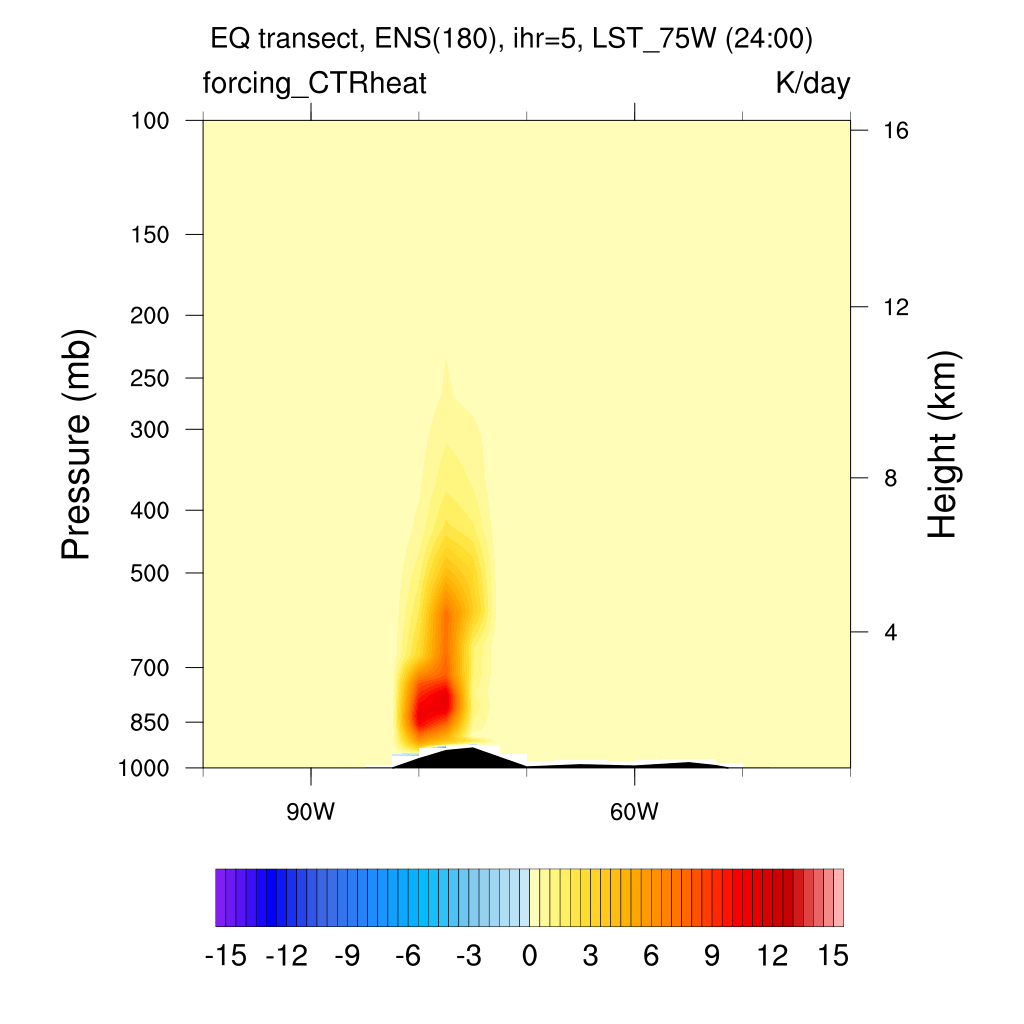 EQ transect, ENS(180), ihr=5, LST_75W (24:00)
forcing_CTRheat K/day
100
150
200
250
300
400
500
700
850
1000
Pressure (mb)
16
12
8
4
Height (km)
90W 60W
-15 -12 -9 -6 -3 0 3 6 9 12 15